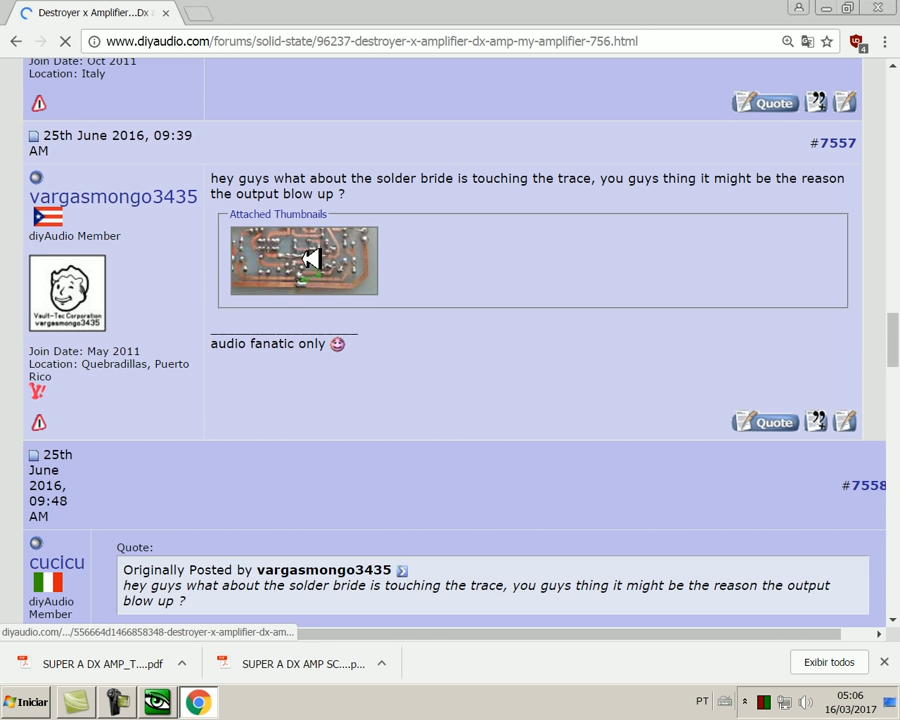 Destroyer x Amplifier...Dx
www.diyaudio.com/forums/solid-state/96237-destroyer-x-amplifier-dx-amp-my-amplifier-756.html
4
Join Date: Oct 2011
Location: Italy
Quote
25th June 2016, 09:39
AM
#7557
vargasmongo3435
diyAudio Member
Vault-Tec Corporation
vargasmongo3435
Join Date: May 2011
Location: Quebradillas, Puerto
Rico
hey guys what about the solder bride is touching the trace, you guys thing it might be the reason
the output blow up ?
Attached Thumbnails
audio fanatic only
Quote
25th
June
2016,
09:48
AM
#7558
cucicu
diyAudio
Member
Quote:
Originally Posted by vargasmongo3435
hey guys what about the solder bride is touching the trace, you guys thing it might be the reason the output
blow up ?
diyaudio.com/.../556664d1466858348-destroyer-x-amplifier-dx-am...
SUPER A DX AMP_T....pdf
SUPER A DX AMP SC....p...
Exibir todos
Iniciar
PT
05:06
16/03/2017